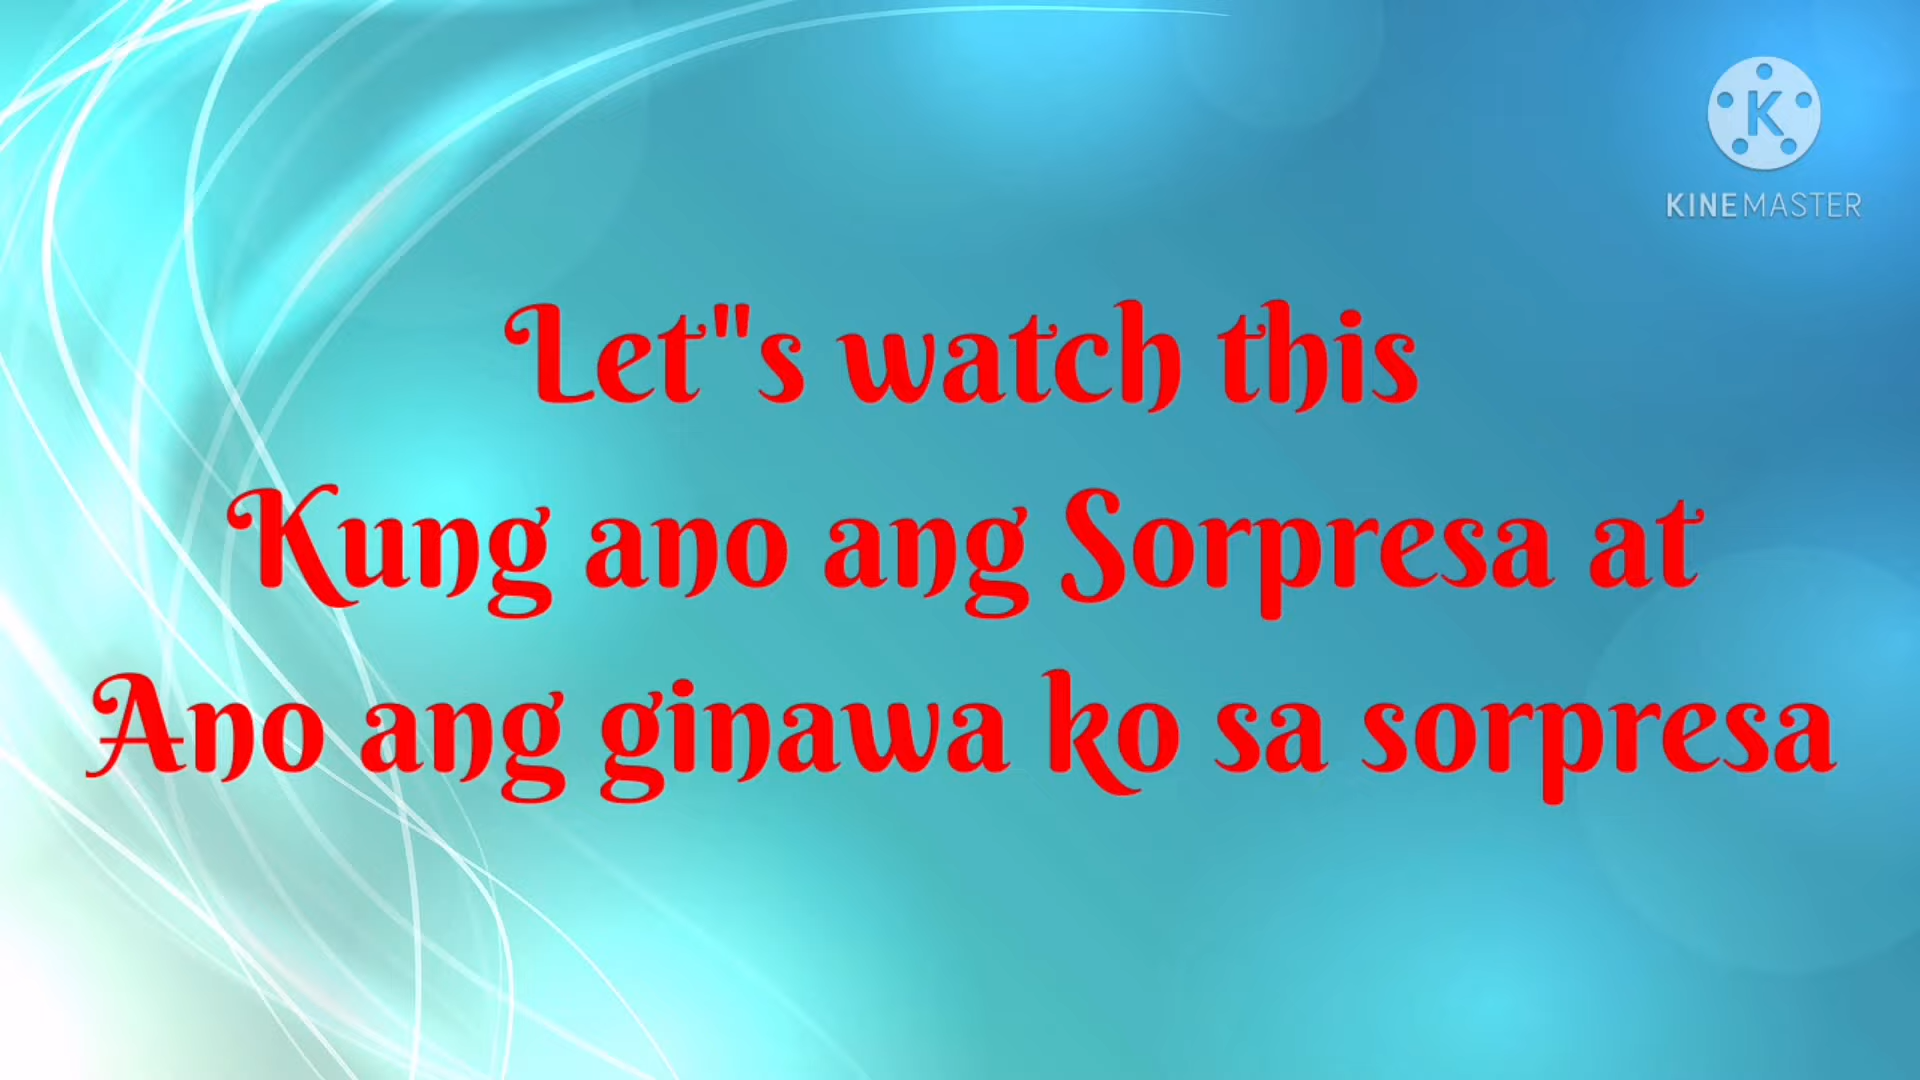 K
KINEMASTER
Let"s watch this
Kung ano ang Sorpresa at
Ano ang ginawa ko sa sorpresa